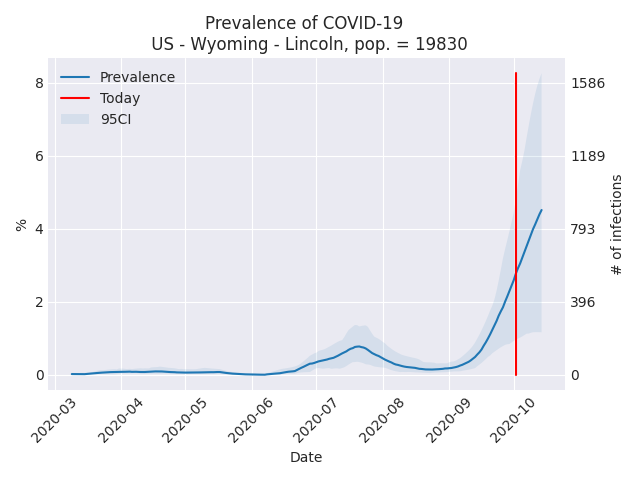 Prevalence of COVID-19
US - Wyoming - Lincoln, pop. = 19830
Prevalence
Today
95CI
8
6
4
2
0
%
1586
1189
793
396
0
# of infections
2020-03
2020-04
2020-05
2020-06
2020-07
2020-08
2020-09
2020-10
Date